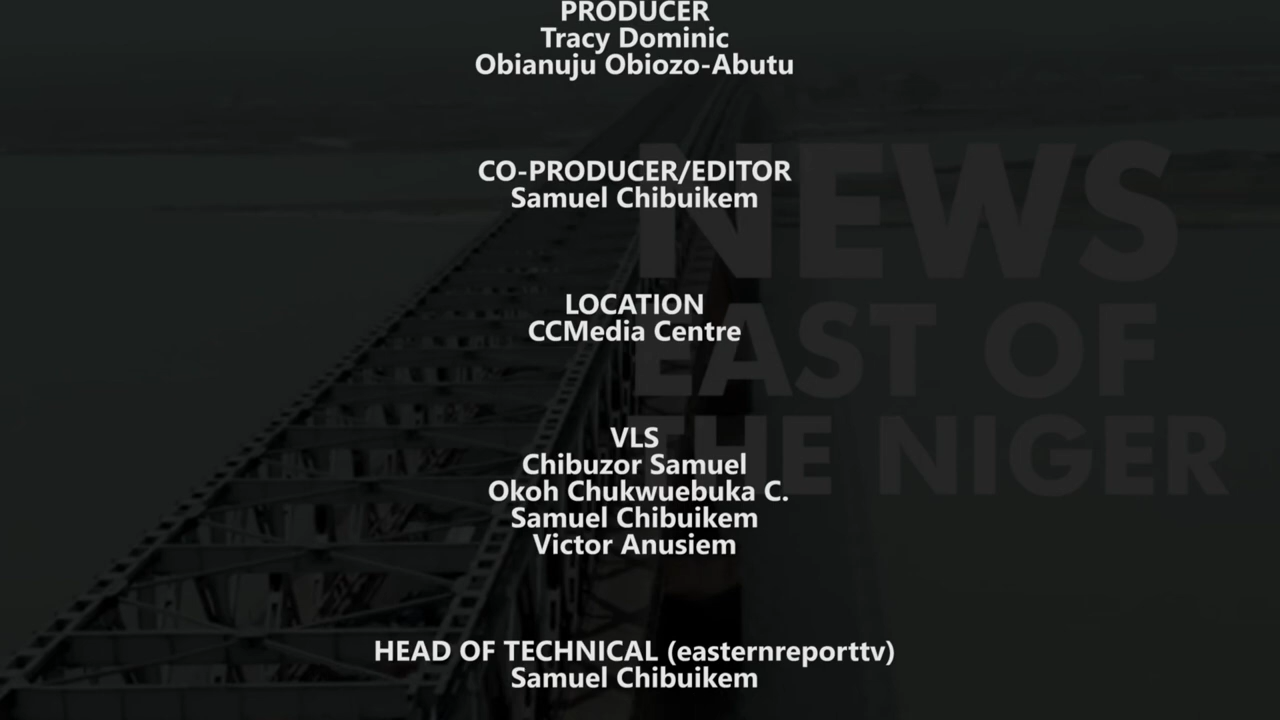 PRODUCER
Tracy Dominic
Obianuju Obiozo-Abutu
CO-PRODUCER/EDITOR
Samuel Chibuikem
LOCATION
CCMedia Centre
VLS
Chibuzor Samuel
Okoh Chukwuebuka C.
Samuel Chibuikem
Victor Anusiem
HEAD OF TECHNICAL (easternreporttv)
Samuel Chibuikem
NEWS
EAST OF
THE NIGER